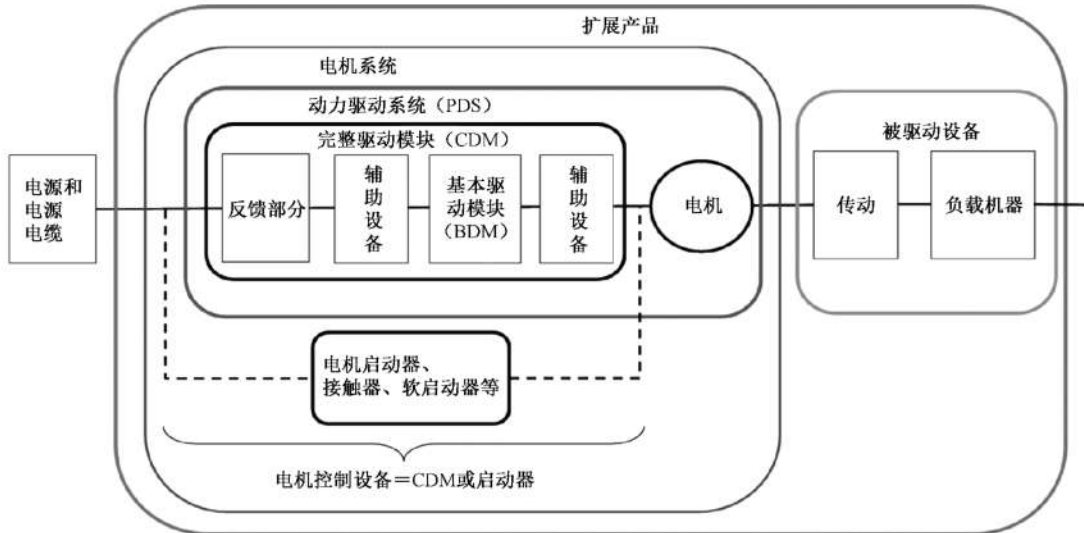 扩展产品
电机系统
动力驱动系统（PDS）
完整驱动模块（CDM）
被驱动设备
电源和
电源
电缆
反馈部分
辅
助
设
备
基本驱
动模块
（BDM）
辅
助
设
备
电机
传动
负载机器
电机启动器、
接触器、软启动器等
电机控制设备＝CDM或启动器